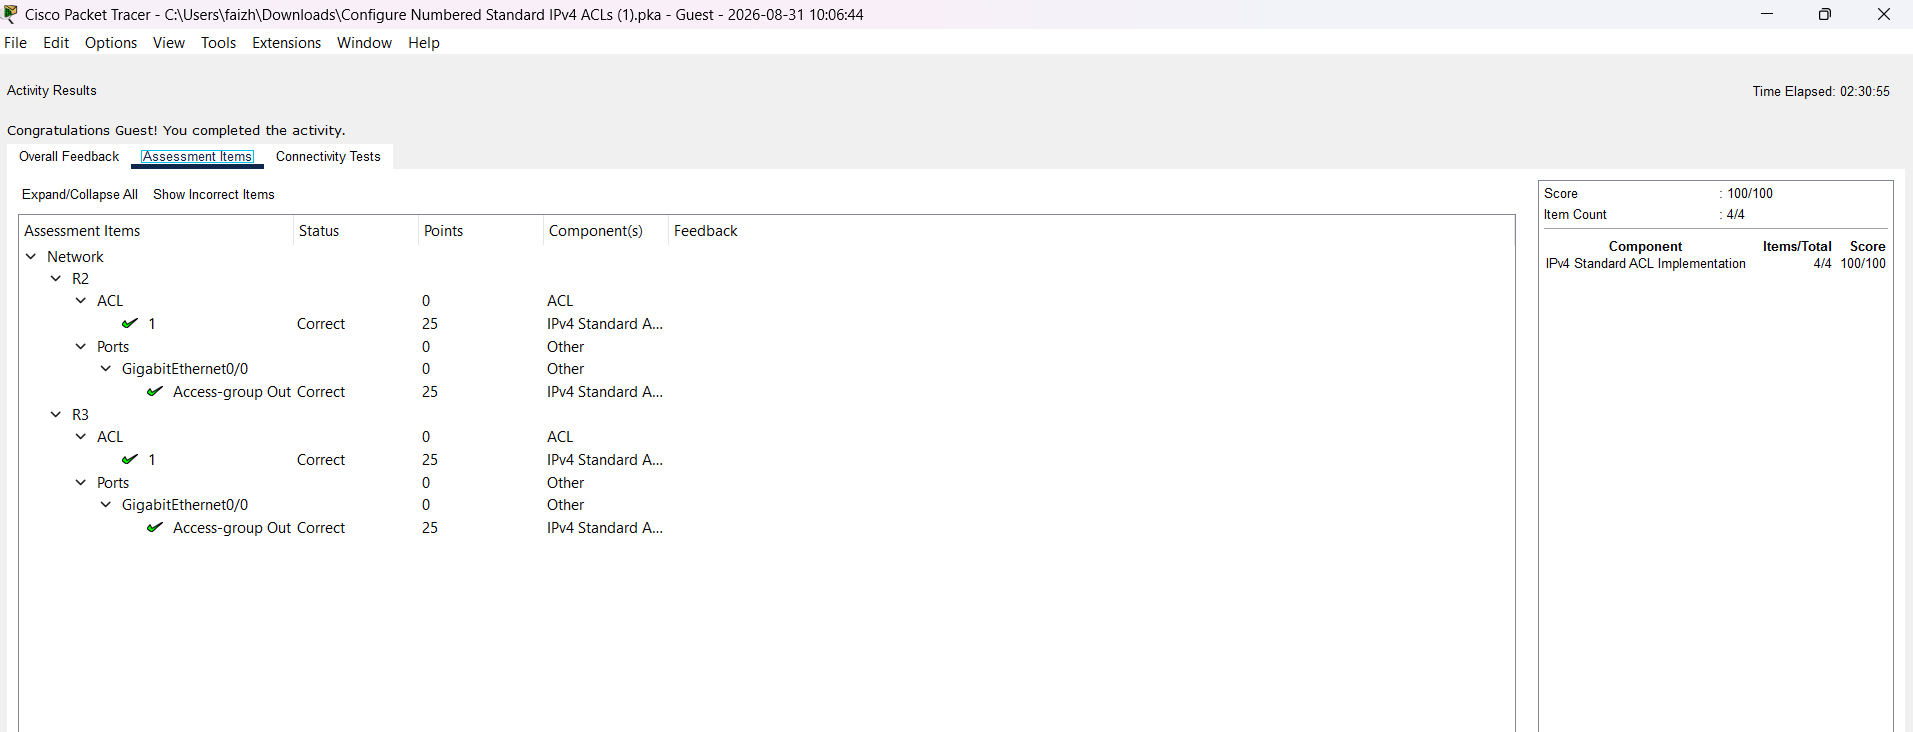 Cisco Packet Tracer - C:\Users\faizh\Downloads\Configure Numbered Standard IPv4 ACLs (1).pka - Guest - 2026-08-31 10:06:44
File Edit Options View Tools Extensions Window Help
Activity Results
Time Elapsed: 02:30:55
Congratulations Guest! You completed the activity.
Overall Feedback Assessment Items Connectivity Tests
Expand/Collapse All Show Incorrect Items
Assessment Items Status Points Component(s) Feedback
Network
R2
ACL 0 ACL
1 Correct 25 IPv4 Standard A...
Ports 0 Other
GigabitEthernet0/0 0 Other
Access-group Out Correct 25 IPv4 Standard A...
R3
ACL 0 ACL
1 Correct 25 IPv4 Standard A...
Ports 0 Other
GigabitEthernet0/0 0 Other
Access-group Out Correct 25 IPv4 Standard A...
Score : 100/100
Item Count : 4/4
Component Items/Total Score
IPv4 Standard ACL Implementation 4/4 100/100